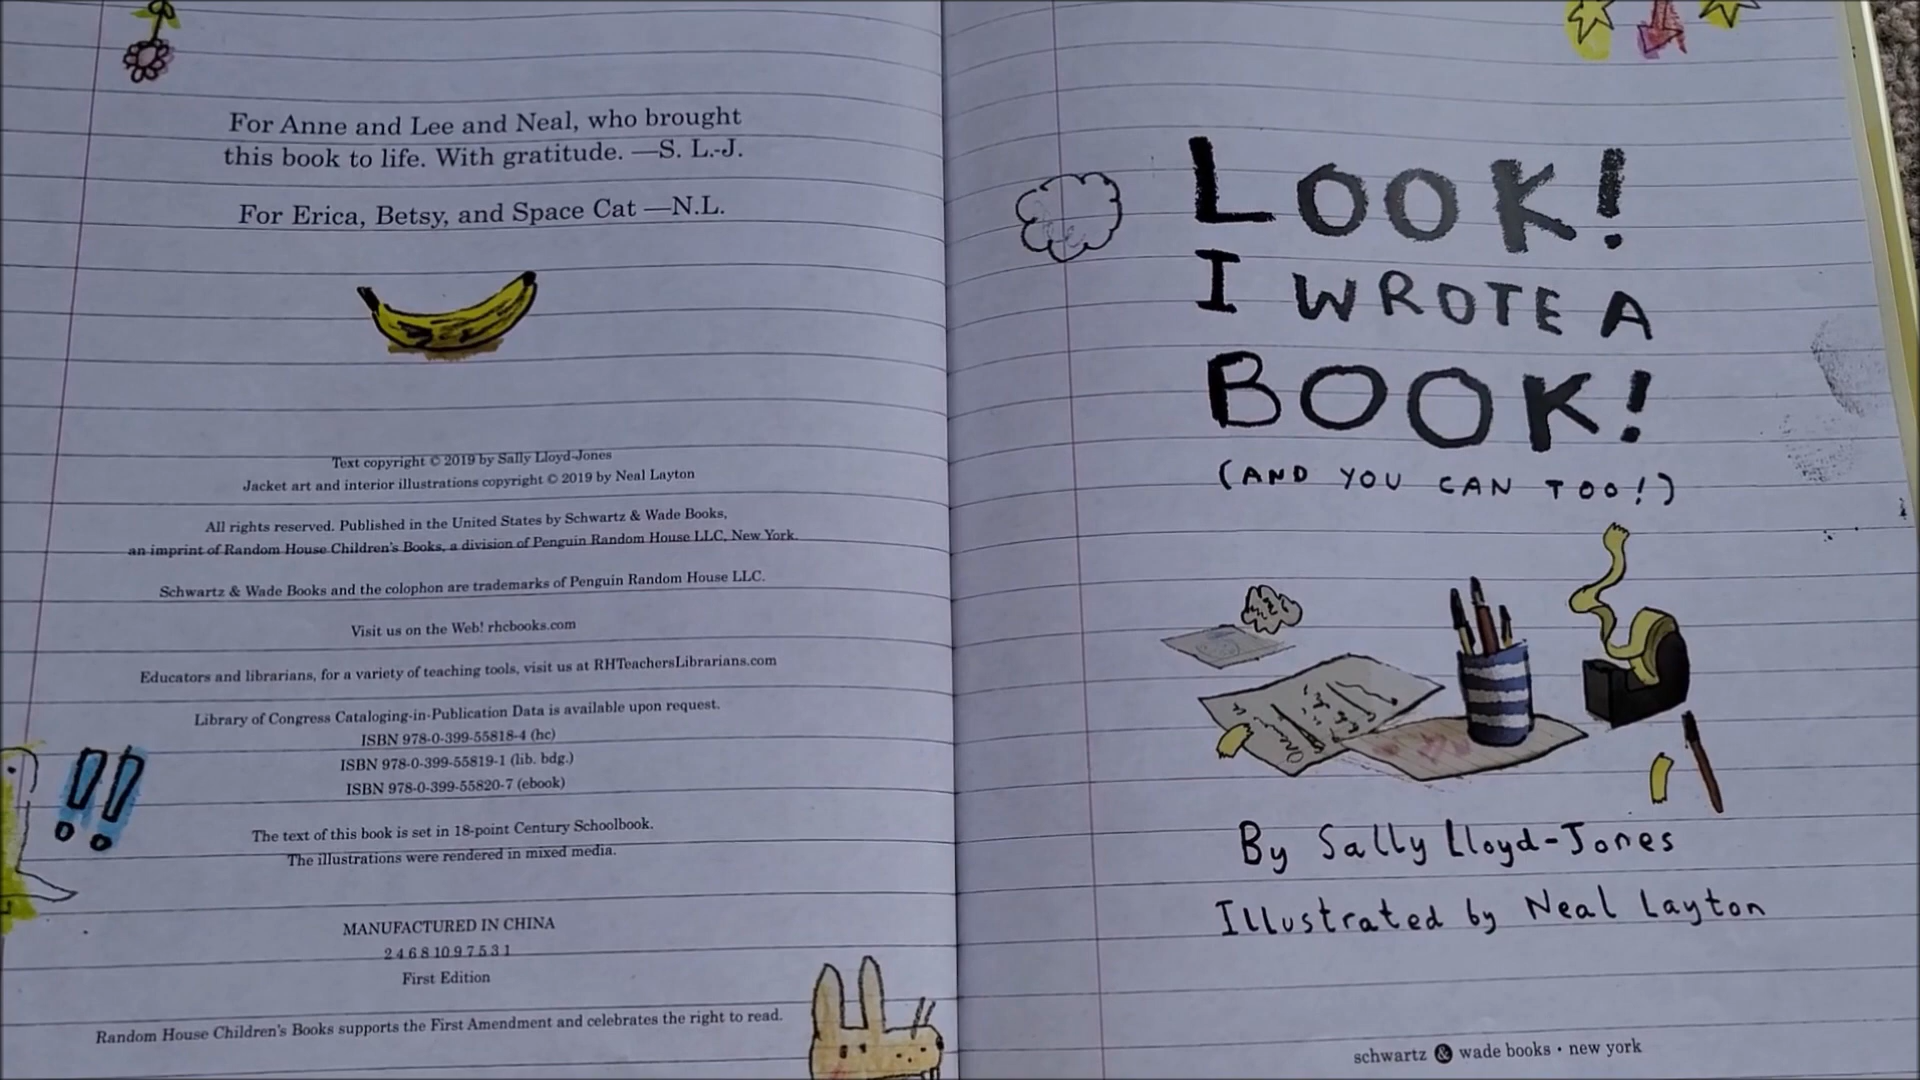 For Anne and Lee and Neal, who brought
this book to life. With gratitude. —S. L.-J.
For Erica, Betsy, and Space Cat —N.L.
Text copyright © 2019 by Sally Lloyd-Jones
Jacket art and interior illustrations copyright © 2019 by Neal Layton
All rights reserved. Published in the United States by Schwartz & Wade Books,
an imprint of Random House Children's Books, a division of Penguin Random House LLC, New York.
Schwartz & Wade Books and the colophon are trademarks of Penguin Random House LLC.
Visit us on the Web! rhcbooks.com
Educators and librarians, for a variety of teaching tools, visit us at RHTeachersLibrarians.com
Library of Congress Cataloging-in-Publication Data is available upon request.
ISBN 978-0-399-55818-4 (hc)
ISBN 978-0-399-55819-1 (lib. bdg.)
ISBN 978-0-399-55820-7 (ebook)
The text of this book is set in 18-point Century Schoolbook.
The illustrations were rendered in mixed media.
MANUFACTURED IN CHINA
2 4 6 8 10 9 7 5 3 1
First Edition
Random House Children's Books supports the First Amendment and celebrates the right to read.
!!
LOOK!
I WROTE A
BOOK!
(AND YOU CAN TOO!)
By Sally Lloyd-Jones
Illustrated by Neal Layton
schwartz & wade books • new york